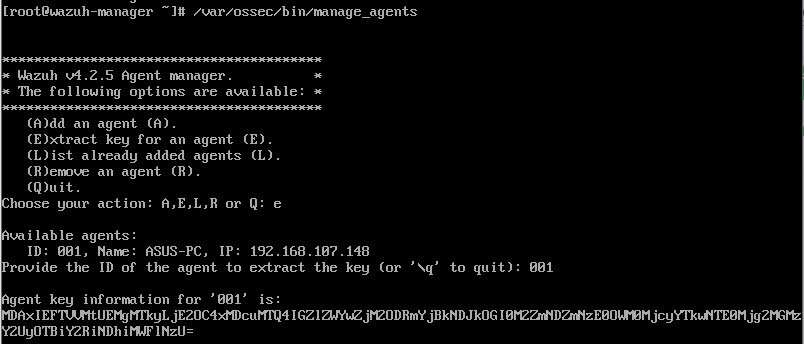 [root@wazuh-manager ~]# /var/ossec/bin/manage_agents
****************************************
* Wazuh v4.2.5 Agent manager.          *
* The following options are available: *
****************************************
(A)dd an agent (A).
(E)xtract key for an agent (E).
(L)ist already added agents (L).
(R)emove an agent (R).
(Q)uit.
Choose your action: A,E,L,R or Q: e
Available agents:
ID: 001, Name: ASUS-PC, IP: 192.168.107.148
Provide the ID of the agent to extract the key (or '\q' to quit): 001
Agent key information for '001' is:
MDAxIEFTVVMtUEMgMTkyLjE2OC4xMDcuMTQ4IGZlZWYwZjM2ODRmYjBkNDJkOGI0M2ZmNDZmNzE0OWM0MjcyYTkwNTE0Mjg2MGMz
Y2UyOTBiY2RiNDhiMWFlNzU=